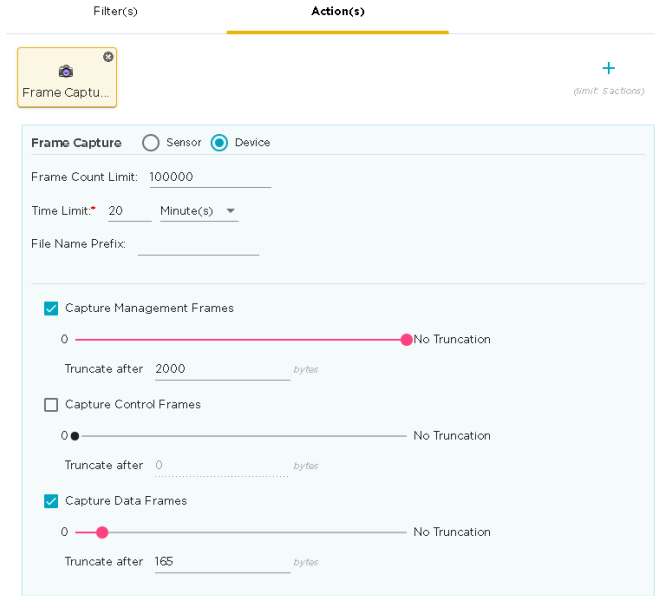 Filter(s) Action(s)
Frame Captu...
(limit: 5 actions)
Frame Capture Sensor Device
Frame Count Limit: 100000
Time Limit:* 20 Minute(s)
File Name Prefix:
Capture Management Frames
0 No Truncation
Truncate after 2000 bytes
Capture Control Frames
0 No Truncation
Truncate after 0 bytes
Capture Data Frames
0 No Truncation
Truncate after 165 bytes